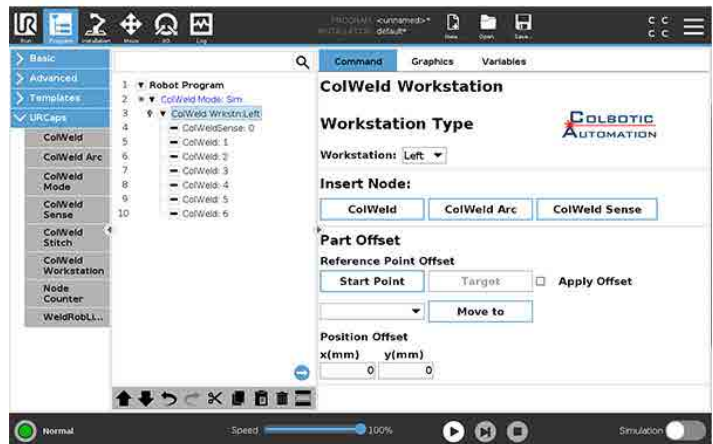 UR
Run Program Installation Move I/O Log
PROGRAM <unnamed>*
INSTALLATION default*
New... Open... Save...
C C
C C
Basic
Advanced
Templates
URCaps
ColWeld
ColWeld Arc
ColWeld
Mode
ColWeld
Sense
ColWeld
Stitch
ColWeld
Workstation
Node
Counter
WeldRobLi...
1 Robot Program
2 ColWeld Mode: Sim
3 ColWeld Wrkstn:Left
4 ColWeldSense: 0
5 ColWeld: 1
6 ColWeld: 2
7 ColWeld: 3
8 ColWeld: 4
9 ColWeld: 5
10 ColWeld: 6
Command Graphics Variables
ColWeld Workstation
Workstation Type
COLBOTIC
AUTOMATION
Workstation: Left
Insert Node:
ColWeld ColWeld Arc ColWeld Sense
Part Offset
Reference Point Offset
Start Point Target Apply Offset
Move to
Position Offset
x(mm) y(mm)
0 0
Normal Speed 100% Simulation